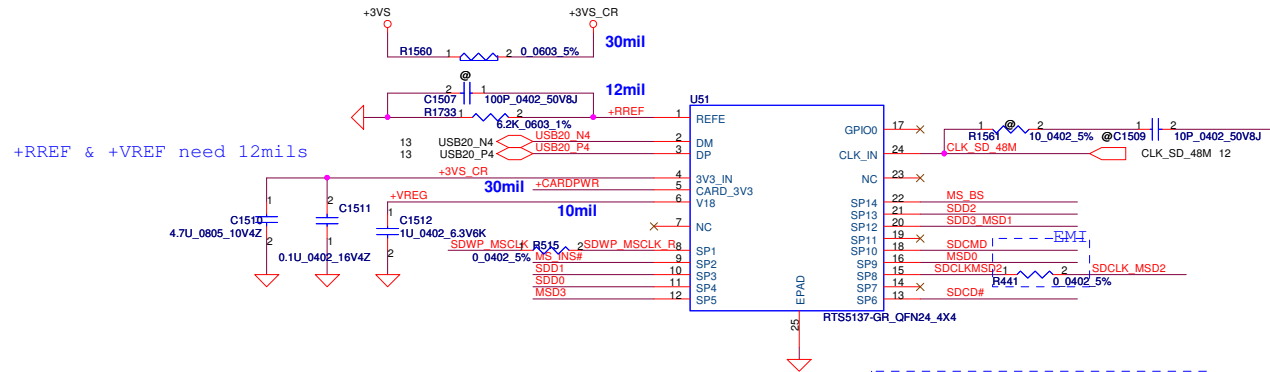 +3VS
+3VS_CR
30mil
R1560 1 2 0_0603_5%
@
12mil
C1507 2 1 100P_0402_50V8J
R1733 1 2 +RREF
6.2K_0603_1%
U51
1 REFE
2 DM
3 DP
4 3V3_IN
5 CARD_3V3
6 V18
7 NC
8 SP1
9 SP2
10 SP3
11 SP4
12 SP5
GPIO0 17
CLK_IN 24
NC 23
SP14 22
SP13 21
SP12 20
SP11 19
SP10 18
SP9 16
SP8 15
SP7 14
SP6 13
EPAD
25
RTS5137-GR_QFN24_4X4
13 USB20_N4 USB20_N4
13 USB20_P4 USB20_P4
+RREF & +VREF need 12mils
+3VS_CR
30mil
+CARDPWR
+VREG
10mil
1 C1510 2
4.7U_0805_10V4Z
2 C1511 1
0.1U_0402_16V4Z
1 C1512 2
1U_0402_6.3V6K
SDWP_MSCLK 1 R515 2 SDWP_MSCLK_R
0_0402_5%
MS_INS#
SDD1
SDD0
MSD3
R1561 1 @ 2 10_0402_5%
@C1509 1 2 10P_0402_50V8J
CLK_SD_48M
CLK_SD_48M 12
MS_BS
SDD2
SDD3_MSD1
EMI
SDCMD
MSD0
SDCLKMSD2 1 2 SDCLK_MSD2
R441 0_0402_5%
SDCD#